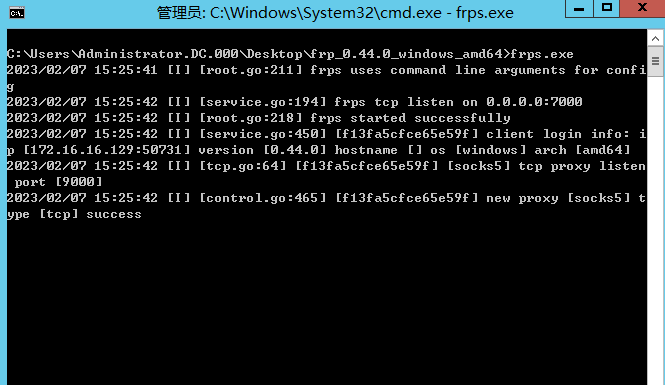 管理员: C:\Windows\System32\cmd.exe - frps.exe
C:\Users\Administrator.DC.000\Desktop\frp_0.44.0_windows_amd64>frps.exe
2023/02/07 15:25:41 [I] [root.go:211] frps uses command line arguments for confi
g
2023/02/07 15:25:42 [I] [service.go:194] frps tcp listen on 0.0.0.0:7000
2023/02/07 15:25:42 [I] [root.go:218] frps started successfully
2023/02/07 15:25:42 [I] [service.go:450] [f13fa5cfce65e59f] client login info: i
p [172.16.16.129:50731] version [0.44.0] hostname [] os [windows] arch [amd64]
2023/02/07 15:25:42 [I] [tcp.go:64] [f13fa5cfce65e59f] [socks5] tcp proxy listen
 port [9000]
2023/02/07 15:25:42 [I] [control.go:465] [f13fa5cfce65e59f] new proxy [socks5] t
ype [tcp] success